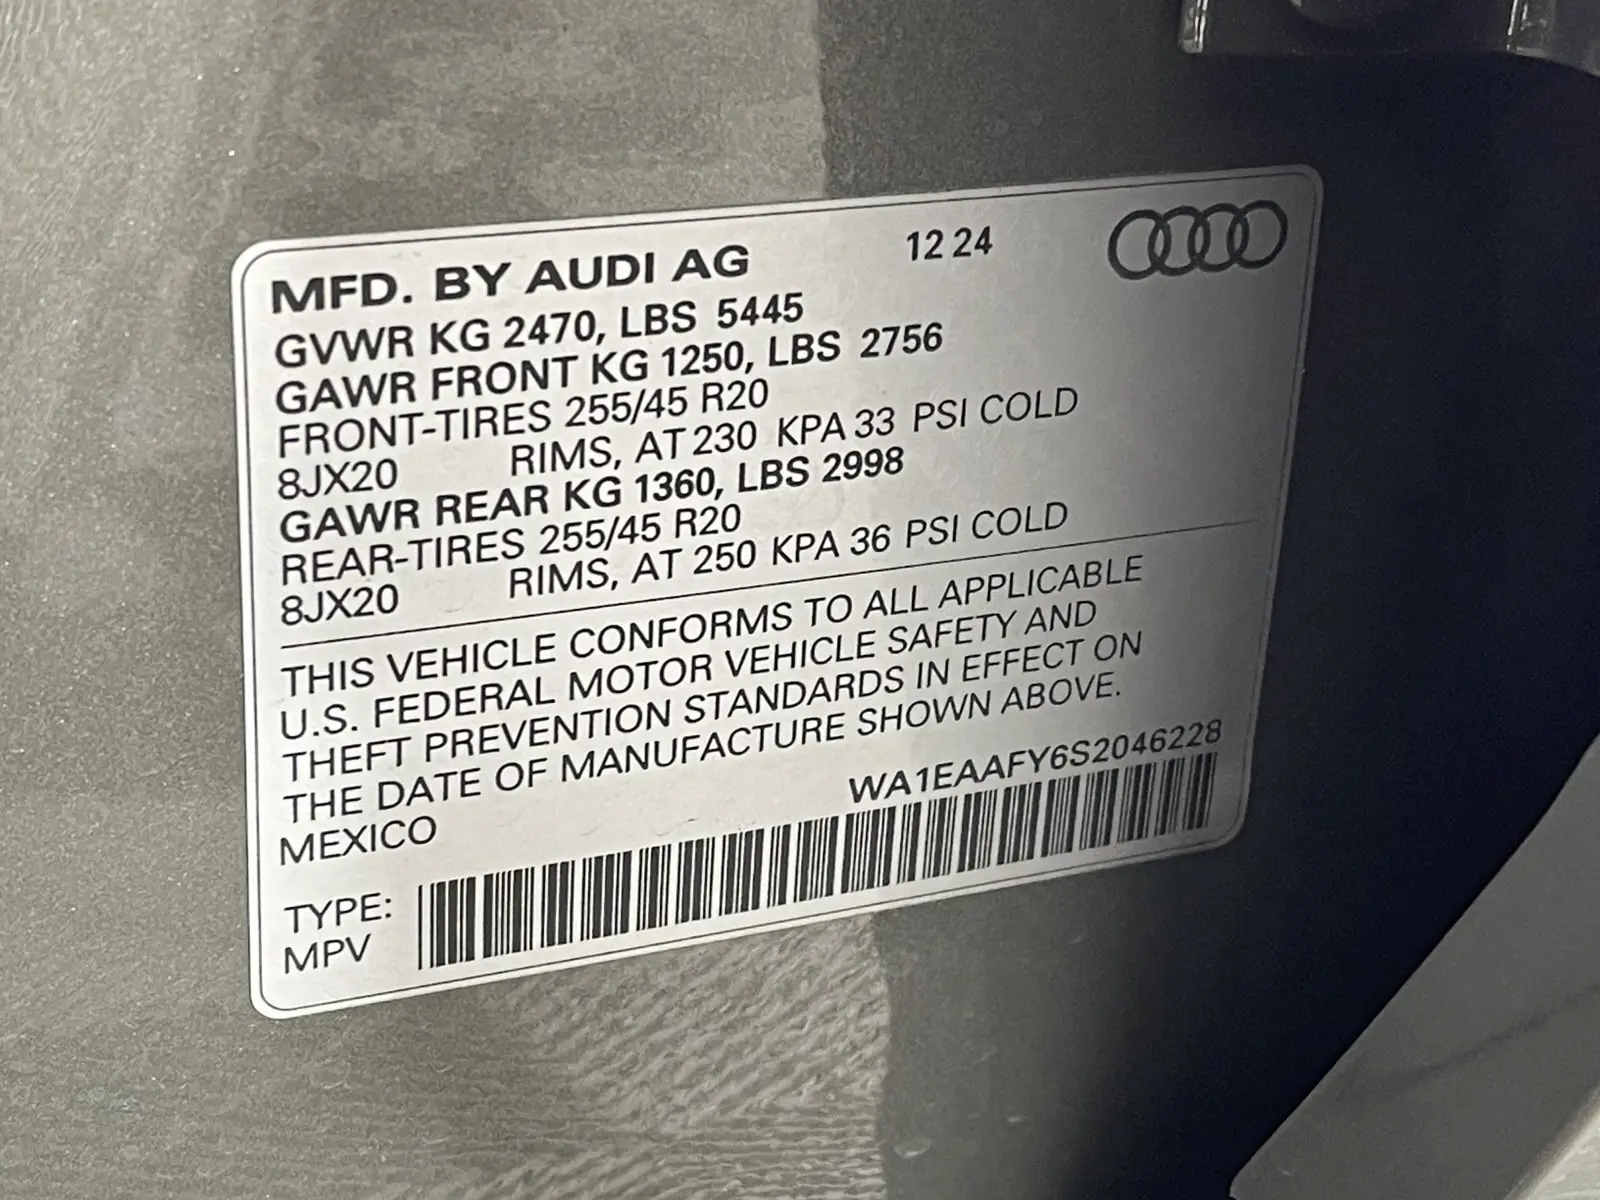 MFD. BY AUDI AG 12 24
GVWR KG 2470, LBS 5445
GAWR FRONT KG 1250, LBS 2756
FRONT-TIRES 255/45 R20
8JX20 RIMS, AT 230 KPA 33 PSI COLD
GAWR REAR KG 1360, LBS 2998
REAR-TIRES 255/45 R20
8JX20 RIMS, AT 250 KPA 36 PSI COLD
THIS VEHICLE CONFORMS TO ALL APPLICABLE
U.S. FEDERAL MOTOR VEHICLE SAFETY AND
THEFT PREVENTION STANDARDS IN EFFECT ON
THE DATE OF MANUFACTURE SHOWN ABOVE.
MEXICO WA1EAAFY6S2046228
TYPE:
MPV